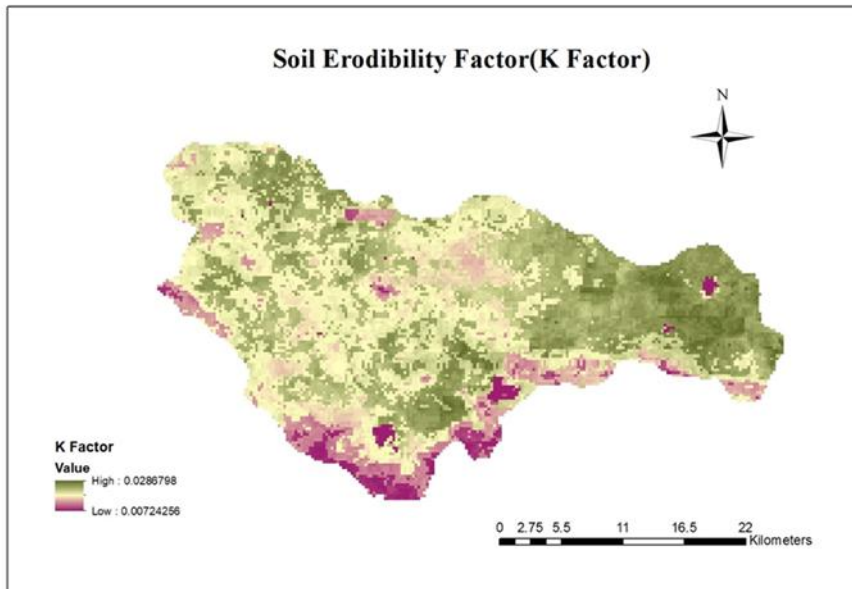 Soil Erodibility Factor(K Factor)
N
K Factor
Value
High : 0.0286798
Low : 0.00724256
0 2.75 5.5 11 16.5 22
Kilometers